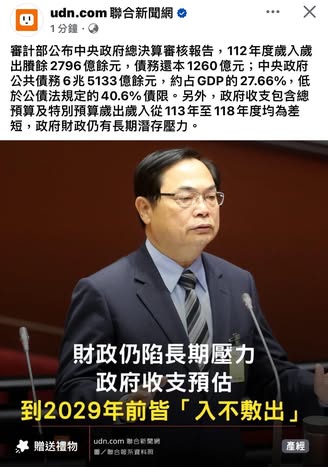 udn.com 聯合新聞網
1 分鐘 ·
審計部公布中央政府總決算審核報告，112年度歲入歲
出賸餘2796億餘元，債務還本1260億元；中央政府
公共債務6兆5133億餘元，約占GDP的27.66%，低
於公債法規定的40.6%債限。另外，政府收支包含總
預算及特別預算歲出歲入從113年至118年度均為差
短，政府財政仍有長期潛存壓力。
財政仍陷長期壓力
政府收支預估
到2029年前皆「入不敷出」
贈送禮物
udn.com 聯合新聞網
圖／聯合報系資料照
產經